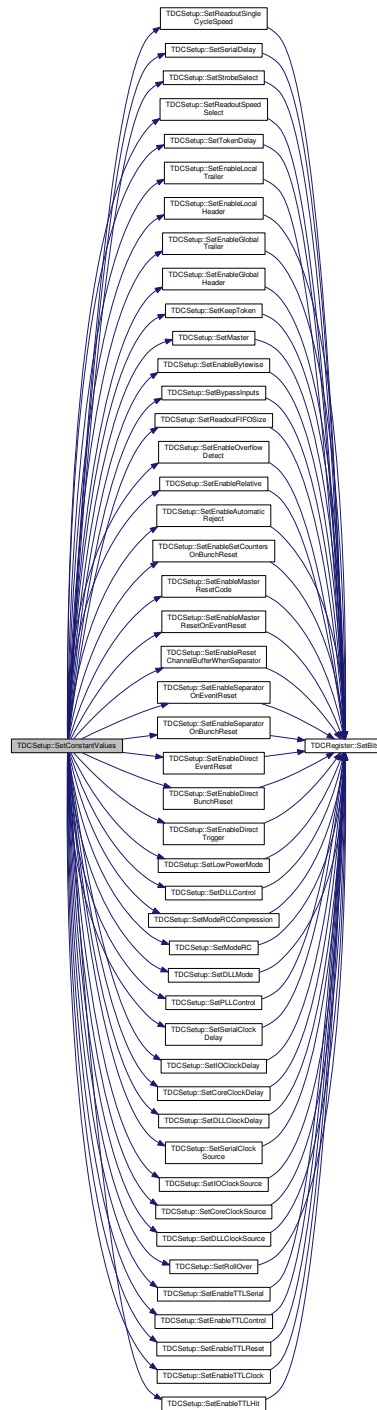 TDCSetup::SetReadoutSingle
CycleSpeed
TDCSetup::SetSerialDelay
TDCSetup::SetStrobeSelect
TDCSetup::SetReadoutSpeed
Select
TDCSetup::SetTokenDelay
TDCSetup::SetEnableLocal
Trailer
TDCSetup::SetEnableLocal
Header
TDCSetup::SetEnableGlobal
Trailer
TDCSetup::SetEnableGlobal
Header
TDCSetup::SetKeepToken
TDCSetup::SetMaster
TDCSetup::SetEnableBytewise
TDCSetup::SetBypassInputs
TDCSetup::SetReadoutFIFOSize
TDCSetup::SetEnableOverflow
Detect
TDCSetup::SetEnableRelative
TDCSetup::SetEnableAutomatic
Reject
TDCSetup::SetEnableSetCounters
OnBunchReset
TDCSetup::SetEnableMaster
ResetCode
TDCSetup::SetEnableMaster
ResetOnEventReset
TDCSetup::SetEnableReset
ChannelBufferWhenSeparator
TDCSetup::SetEnableSeparator
OnEventReset
TDCSetup::SetEnableSeparator
OnBunchReset
TDCSetup::SetConstantValues
TDCRegister::SetBits
TDCSetup::SetEnableDirect
EventReset
TDCSetup::SetEnableDirect
BunchReset
TDCSetup::SetEnableDirect
Trigger
TDCSetup::SetLowPowerMode
TDCSetup::SetDLLControl
TDCSetup::SetModeRCCompression
TDCSetup::SetModeRC
TDCSetup::SetDLLMode
TDCSetup::SetPLLControl
TDCSetup::SetSerialClock
Delay
TDCSetup::SetIOClockDelay
TDCSetup::SetCoreClockDelay
TDCSetup::SetDLLClockDelay
TDCSetup::SetSerialClock
Source
TDCSetup::SetIOClockSource
TDCSetup::SetCoreClockSource
TDCSetup::SetDLLClockSource
TDCSetup::SetRollOver
TDCSetup::SetEnableTTLSerial
TDCSetup::SetEnableTTLControl
TDCSetup::SetEnableTTLReset
TDCSetup::SetEnableTTLClock
TDCSetup::SetEnableTTLHit